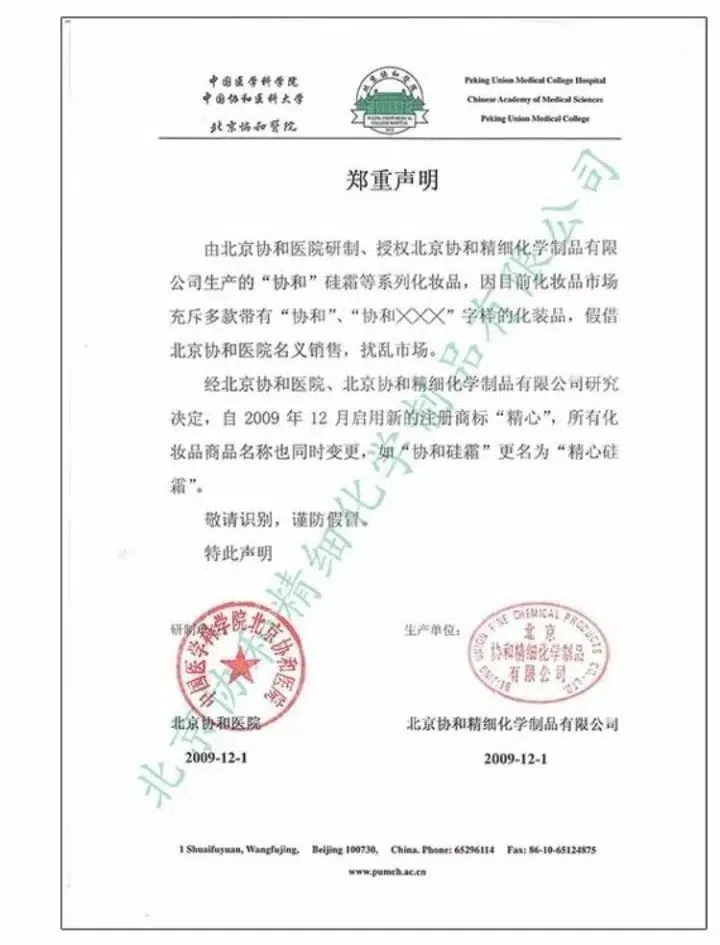 中国医学科学院
中国协和医科大学
北京协和医院
北京协和医院
PEKING UNION MEDICAL
COLLEGE HOSPITAL
Peking Union Medical College Hospital
Chinese Academy of Medical Sciences
Peking Union Medical College
郑重声明
由北京协和医院研制、授权北京协和精细化学制品有限
公司生产的“协和”硅霜等系列化妆品，因目前化妆品市场
充斥多款带有“协和”、“协和╳╳╳”字样的化装品，假借
北京协和医院名义销售，扰乱市场。
经北京协和医院、北京协和精细化学制品有限公司研究
决定，自 2009 年 12 月启用新的注册商标“精心”，所有化
妆品商品名称也同时变更，如“协和硅霜”更名为“精心硅
霜”。
敬请识别，谨防假冒。
特此声明
研制单位:
中国医学科学院北京协和医院
北京协和医院
2009-12-1
生产单位:
BEIJING UNION FINE CHEMICAL PRODUCTS CO., LTD.
北京
协和精细化学制品
有限公司
北京协和精细化学制品有限公司
2009-12-1
北京协和精细化学制品有限公司
1 Shuaifuyuan, Wangfujing, Beijing 100730, China. Phone: 65296114 Fax: 86-10-65124875
www.pumch.ac.cn